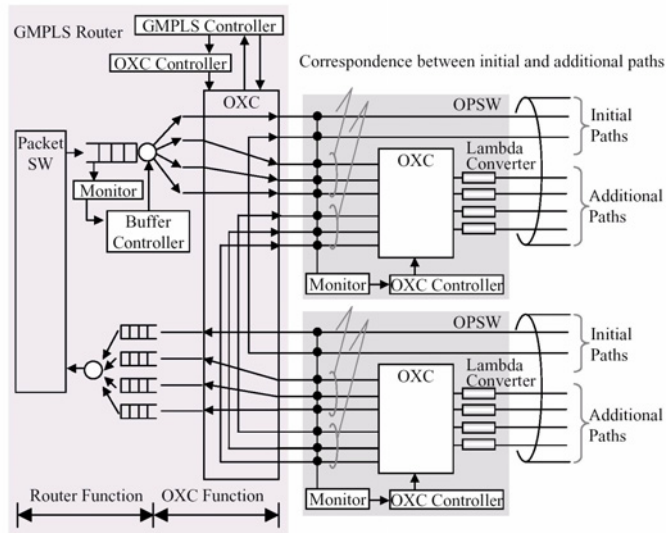 GMPLS Router
GMPLS Controller
OXC Controller
OXC
Packet
SW
Monitor
Buffer
Controller
Router Function
OXC Function
Correspondence between initial and additional paths
OPSW
Initial
Paths
OXC
Lambda
Converter
Additional
Paths
Monitor
OXC Controller
OPSW
Initial
Paths
OXC
Lambda
Converter
Additional
Paths
Monitor
OXC Controller